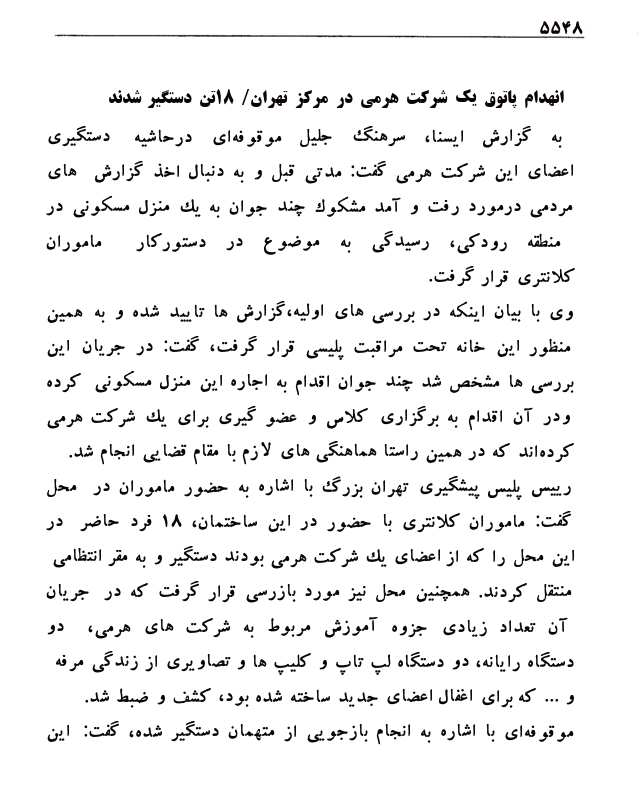 ۵۵۴۸
انهدام پاتوق یک شرکت هرمی در مرکز تهران/ ۱۸تن دستگیر شدند
به گزارش ایسنا، سرهنگ جلیل موقوفه‌ای درحاشیه دستگیری
اعضای این شرکت هرمی گفت: مدتی قبل و به دنبال اخذ گزارش های
مردمی درمورد رفت و آمد مشکوک چند جوان به یک منزل مسکونی در
منطقه رودکی، رسیدگی به موضوع در دستورکار ماموران
کلانتری قرار گرفت.
وی با بیان اینکه در بررسی های اولیه،گزارش ها تایید شده و به همین
منظور این خانه تحت مراقبت پلیسی قرار گرفت، گفت: در جریان این
بررسی ها مشخص شد چند جوان اقدام به اجاره این منزل مسکونی کرده
ودر آن اقدام به برگزاری کلاس و عضو گیری برای یک شرکت هرمی
کرده‌اند که در همین راستا هماهنگی های لازم با مقام قضایی انجام شد.
رییس پلیس پیشگیری تهران بزرگ با اشاره به حضور ماموران در محل
گفت: ماموران کلانتری با حضور در این ساختمان، ۱۸ فرد حاضر در
این محل را که از اعضای یک شرکت هرمی بودند دستگیر و به مقر انتظامی
منتقل کردند. همچنین محل نیز مورد بازرسی قرار گرفت که در جریان
آن تعداد زیادی جزوه آموزش مربوط به شرکت های هرمی، دو
دستگاه رایانه، دو دستگاه لپ تاپ و کلیپ ها و تصاویری از زندگی مرفه
و ... که برای اغفال اعضای جدید ساخته شده بود، کشف و ضبط شد.
موقوفه‌ای با اشاره به انجام بازجویی از متهمان دستگیر شده، گفت: این